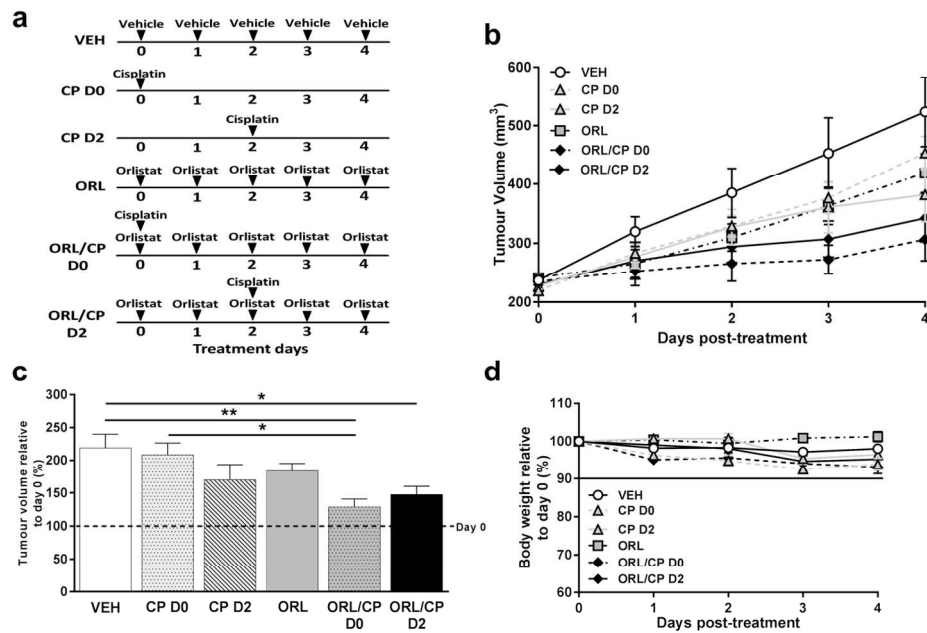 a
Vehicle Vehicle Vehicle Vehicle Vehicle
VEH
0 1 2 3 4
Cisplatin
CP D0
0 1 2 3 4
Cisplatin
CP D2
0 1 2 3 4
Orlistat Orlistat Orlistat Orlistat Orlistat
ORL
0 1 2 3 4
Cisplatin
Orlistat Orlistat Orlistat Orlistat Orlistat
ORL/CP
D0
0 1 2 3 4
Cisplatin
Orlistat Orlistat Orlistat Orlistat Orlistat
ORL/CP
D2
0 1 2 3 4
Treatment days
b
600
500
400
300
200
Tumour Volume (mm³)
VEH
CP D0
CP D2
ORL
ORL/CP D0
ORL/CP D2
0 1 2 3 4
Days post-treatment
c
300
250
200
150
100
50
0
Tumour volume relative
to day 0 (%)
*
**
*
Day 0
VEH CP D0 CP D2 ORL ORL/CP ORL/CP
D0 D2
d
110
100
90
80
70
60
Body weight relative
to day 0 (%)
VEH
CP D0
CP D2
ORL
ORL/CP D0
ORL/CP D2
0 1 2 3 4
Days post-treatment